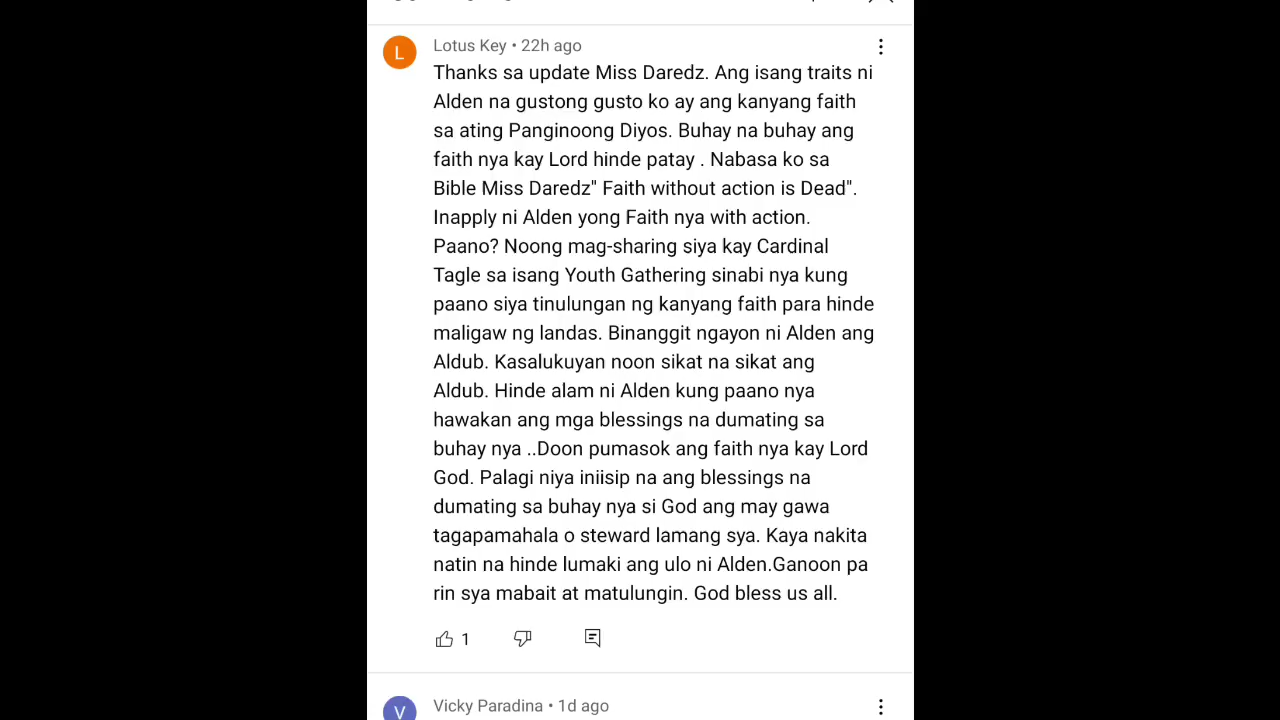 Lotus Key • 22h ago
L
Thanks sa update Miss Daredz. Ang isang traits ni
Alden na gustong gusto ko ay ang kanyang faith
sa ating Panginoong Diyos. Buhay na buhay ang
faith nya kay Lord hinde patay . Nabasa ko sa
Bible Miss Daredz" Faith without action is Dead".
Inapply ni Alden yong Faith nya with action.
Paano? Noong mag-sharing siya kay Cardinal
Tagle sa isang Youth Gathering sinabi nya kung
paano siya tinulungan ng kanyang faith para hinde
maligaw ng landas. Binanggit ngayon ni Alden ang
Aldub. Kasalukuyan noon sikat na sikat ang
Aldub. Hinde alam ni Alden kung paano nya
hawakan ang mga blessings na dumating sa
buhay nya ..Doon pumasok ang faith nya kay Lord
God. Palagi niya iniisip na ang blessings na
dumating sa buhay nya si God ang may gawa
tagapamahala o steward lamang sya. Kaya nakita
natin na hinde lumaki ang ulo ni Alden.Ganoon pa
rin sya mabait at matulungin. God bless us all.
1
Vicky Paradina • 1d ago
V